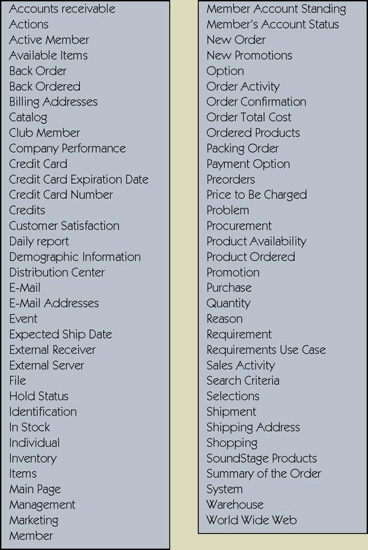 Accounts receivable
Actions
Active Member
Available Items
Back Order
Back Ordered
Billing Addresses
Catalog
Club Member
Company Performance
Credit Card
Credit Card Expiration Date
Credit Card Number
Credits
Customer Satisfaction
Daily report
Demographic Information
Distribution Center
E-Mail
E-Mail Addresses
Event
Expected Ship Date
External Receiver
External Server
File
Hold Status
Identification
In Stock
Individual
Inventory
Items
Main Page
Management
Marketing
Member
Member Account Standing
Member's Account Status
New Order
New Promotions
Option
Order Activity
Order Confirmation
Order Total Cost
Ordered Products
Packing Order
Payment Option
Preorders
Price to Be Charged
Problem
Procurement
Product Availability
Product Ordered
Promotion
Purchase
Quantity
Reason
Requirement
Requirements Use Case
Sales Activity
Search Criteria
Selections
Shipment
Shipping Address
Shopping
SoundStage Products
Summary of the Order
System
Warehouse
World Wide Web